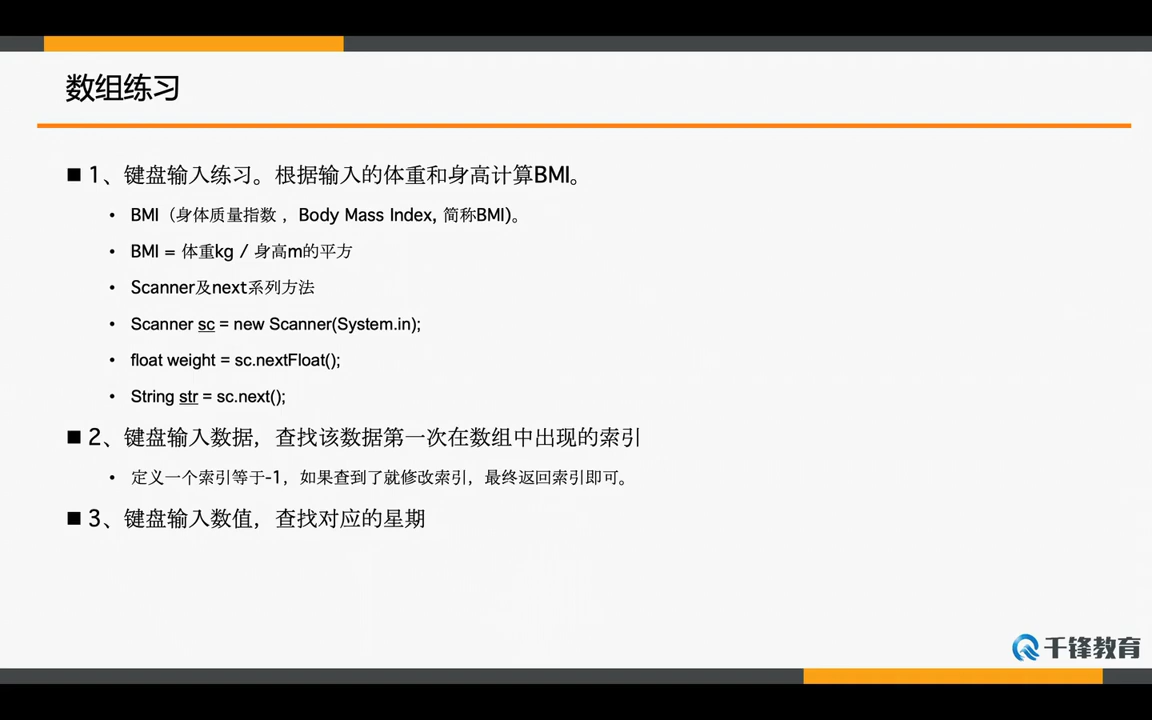 数组练习
■ 1、键盘输入练习。根据输入的体重和身高计算BMI。
• BMI（身体质量指数 ，Body Mass Index, 简称BMI)。
• BMI = 体重kg / 身高m的平方
• Scanner及next系列方法
• Scanner sc = new Scanner(System.in);
• float weight = sc.nextFloat();
• String str = sc.next();
■ 2、键盘输入数据，查找该数据第一次在数组中出现的索引
• 定义一个索引等于-1，如果查到了就修改索引，最终返回索引即可。
■ 3、键盘输入数值，查找对应的星期
千锋教育